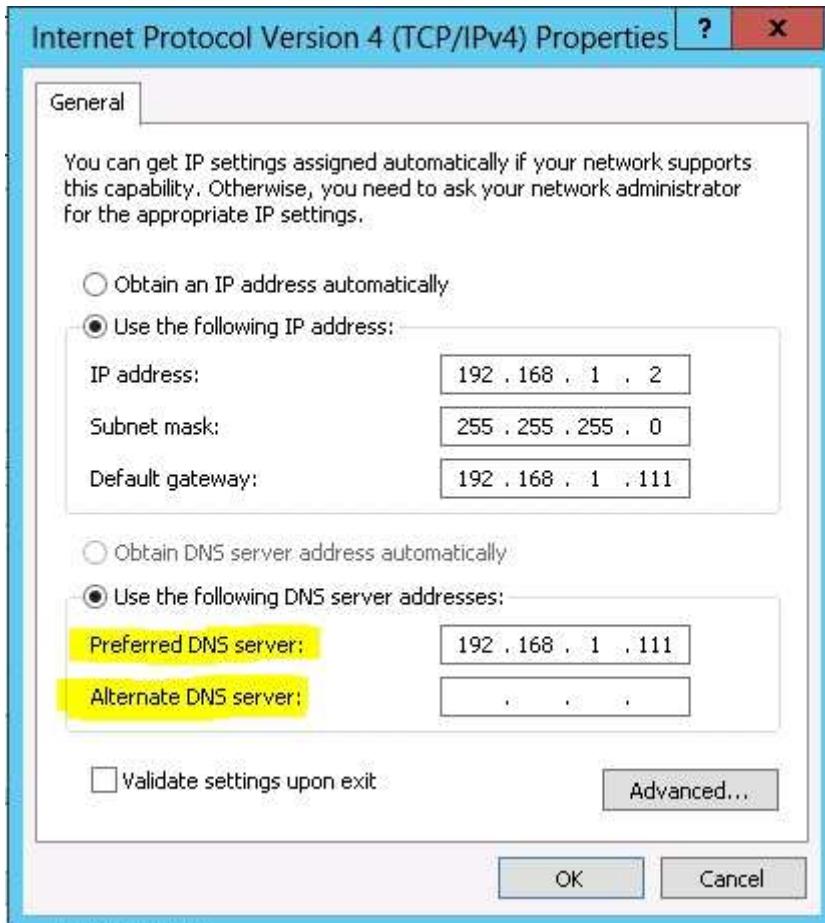 Internet Protocol Version 4 (TCP/IPv4) Properties ? x
General
You can get IP settings assigned automatically if your network supports
this capability. Otherwise, you need to ask your network administrator
for the appropriate IP settings.
Obtain an IP address automatically
Use the following IP address:
IP address: 192 . 168 . 1 . 2
Subnet mask: 255 . 255 . 255 . 0
Default gateway: 192 . 168 . 1 . 111
Obtain DNS server address automatically
Use the following DNS server addresses:
Preferred DNS server: 192 . 168 . 1 . 111
Alternate DNS server: . . .
Validate settings upon exit
Advanced...
OK Cancel